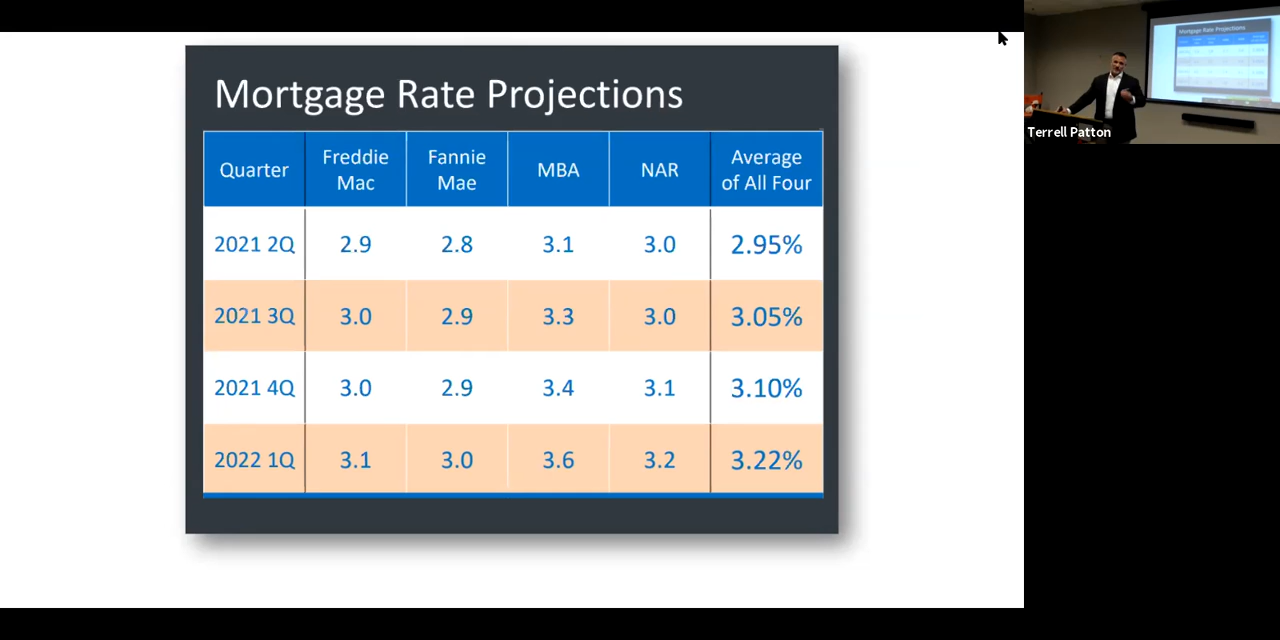 Mortgage Rate Projections
Quarter Freddie Mac Fannie Mae MBA NAR Average of All Four
2021 2Q 2.9 2.8 3.1 3.0 2.95%
2021 3Q 3.0 2.9 3.3 3.0 3.05%
2021 4Q 3.0 2.9 3.4 3.1 3.10%
2022 1Q 3.1 3.0 3.6 3.2 3.22%
Mortgage Rate Projections
Terrell Patton